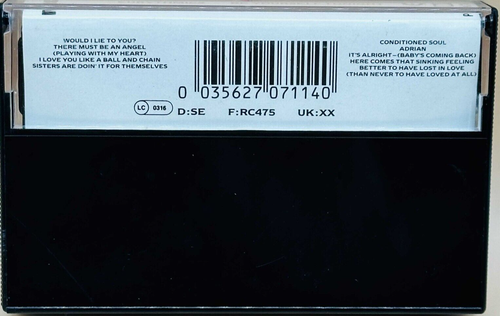 WOULD I LIE TO YOU?
THERE MUST BE AN ANGEL
(PLAYING WITH MY HEART)
I LOVE YOU LIKE A BALL AND CHAIN
SISTERS ARE DOIN' IT FOR THEMSELVES
0 035627 071140
LC 0316 D:SE F:RC475 UK:XX
CONDITIONED SOUL
ADRIAN
IT'S ALRIGHT–(BABY'S COMING BACK)
HERE COMES THAT SINKING FEELING
BETTER TO HAVE LOST IN LOVE
(THAN NEVER TO HAVE LOVED AT ALL)